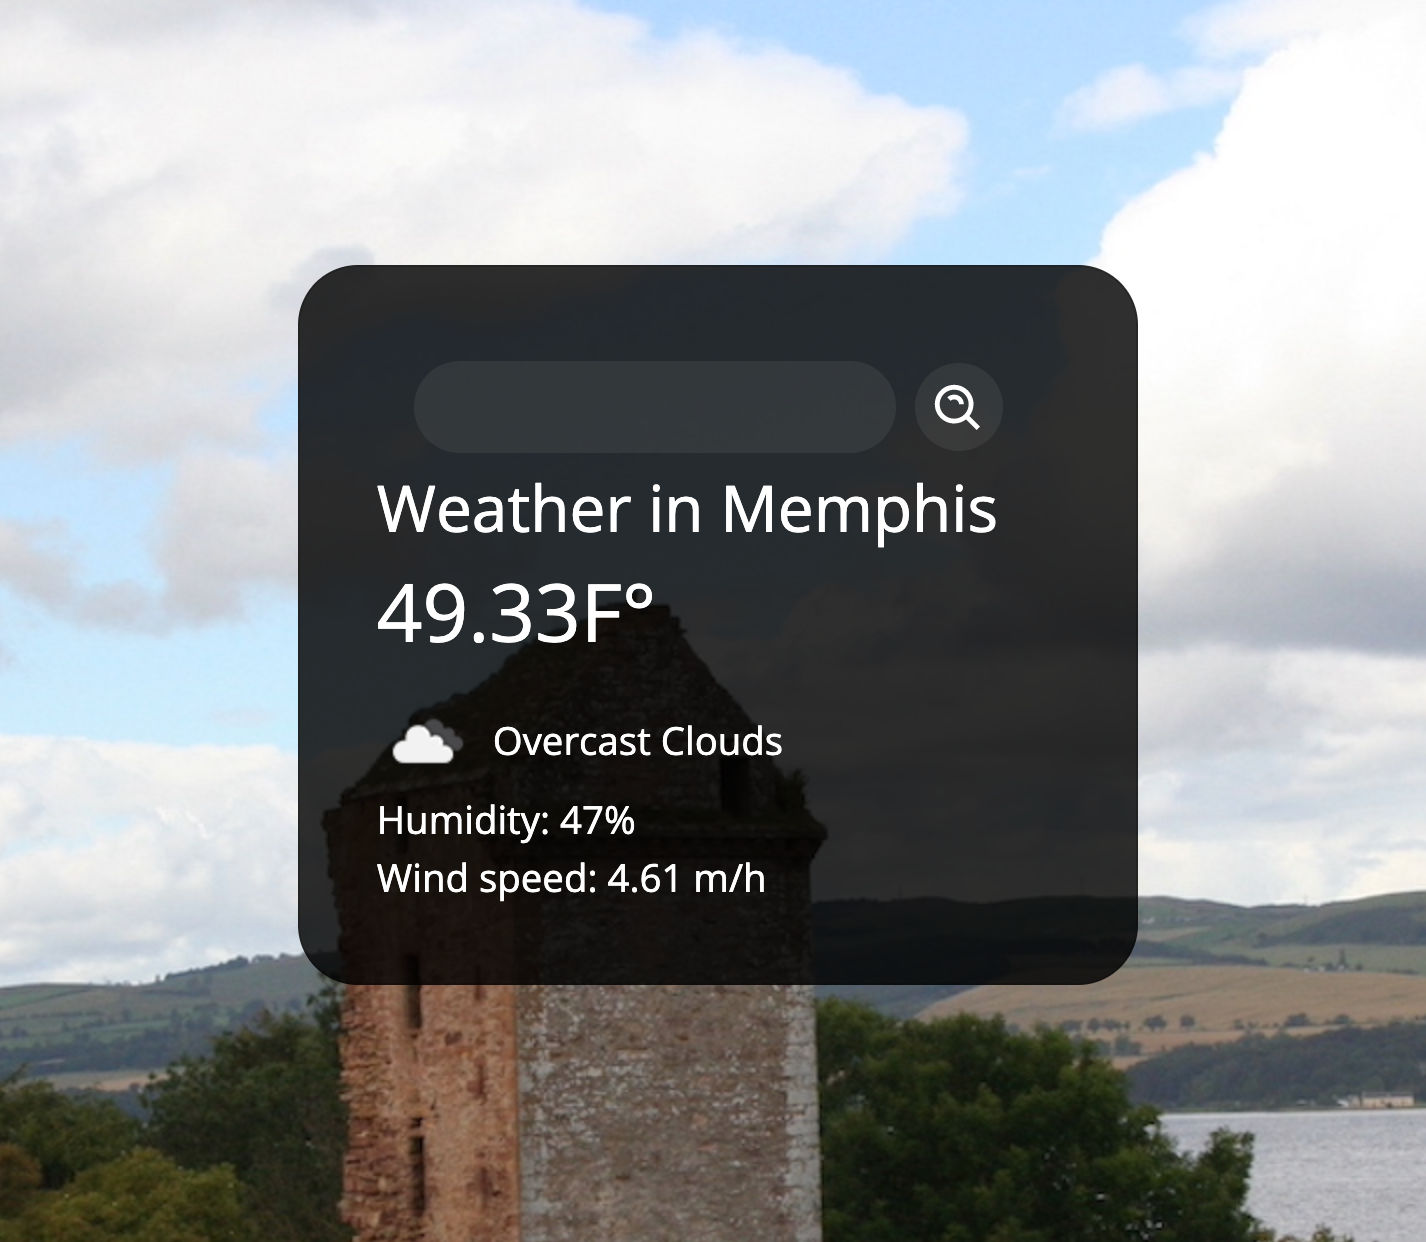 Weather in Memphis
49.33F°
Overcast Clouds
Humidity: 47%
Wind speed: 4.61 m/h